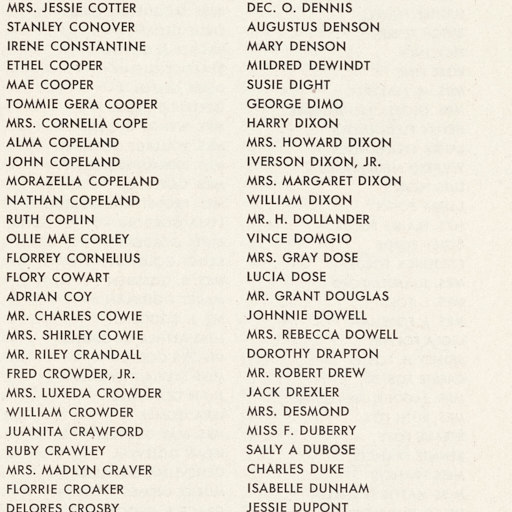 MRS. JESSIE COTTER
STANLEY CONOVER
IRENE CONSTANTINE
ETHEL COOPER
MAE COOPER
TOMMIE GERA COOPER
MRS. CORNELIA COPE
ALMA COPELAND
JOHN COPELAND
MORAZELLA COPELAND
NATHAN COPELAND
RUTH COPLIN
OLLIE MAE CORLEY
FLORREY CORNELIUS
FLORY COWART
ADRIAN COY
MR. CHARLES COWIE
MRS. SHIRLEY COWIE
MR. RILEY CRANDALL
FRED CROWDER, JR.
MRS. LUXEDA CROWDER
WILLIAM CROWDER
JUANITA CRAWFORD
RUBY CRAWLEY
MRS. MADLYN CRAVER
FLORRIE CROAKER
DELORES CROSBY
DEC. O. DENNIS
AUGUSTUS DENSON
MARY DENSON
MILDRED DEWINDT
SUSIE DIGHT
GEORGE DIMO
HARRY DIXON
MRS. HOWARD DIXON
IVERSON DIXON, JR.
MRS. MARGARET DIXON
WILLIAM DIXON
MR. H. DOLLANDER
VINCE DOMGIO
MRS. GRAY DOSE
LUCIA DOSE
MR. GRANT DOUGLAS
JOHNNIE DOWELL
MRS. REBECCA DOWELL
DOROTHY DRAPTON
MR. ROBERT DREW
JACK DREXLER
MRS. DESMOND
MISS F. DUBERRY
SALLY A DUBOSE
CHARLES DUKE
ISABELLE DUNHAM
JESSIE DUPONT